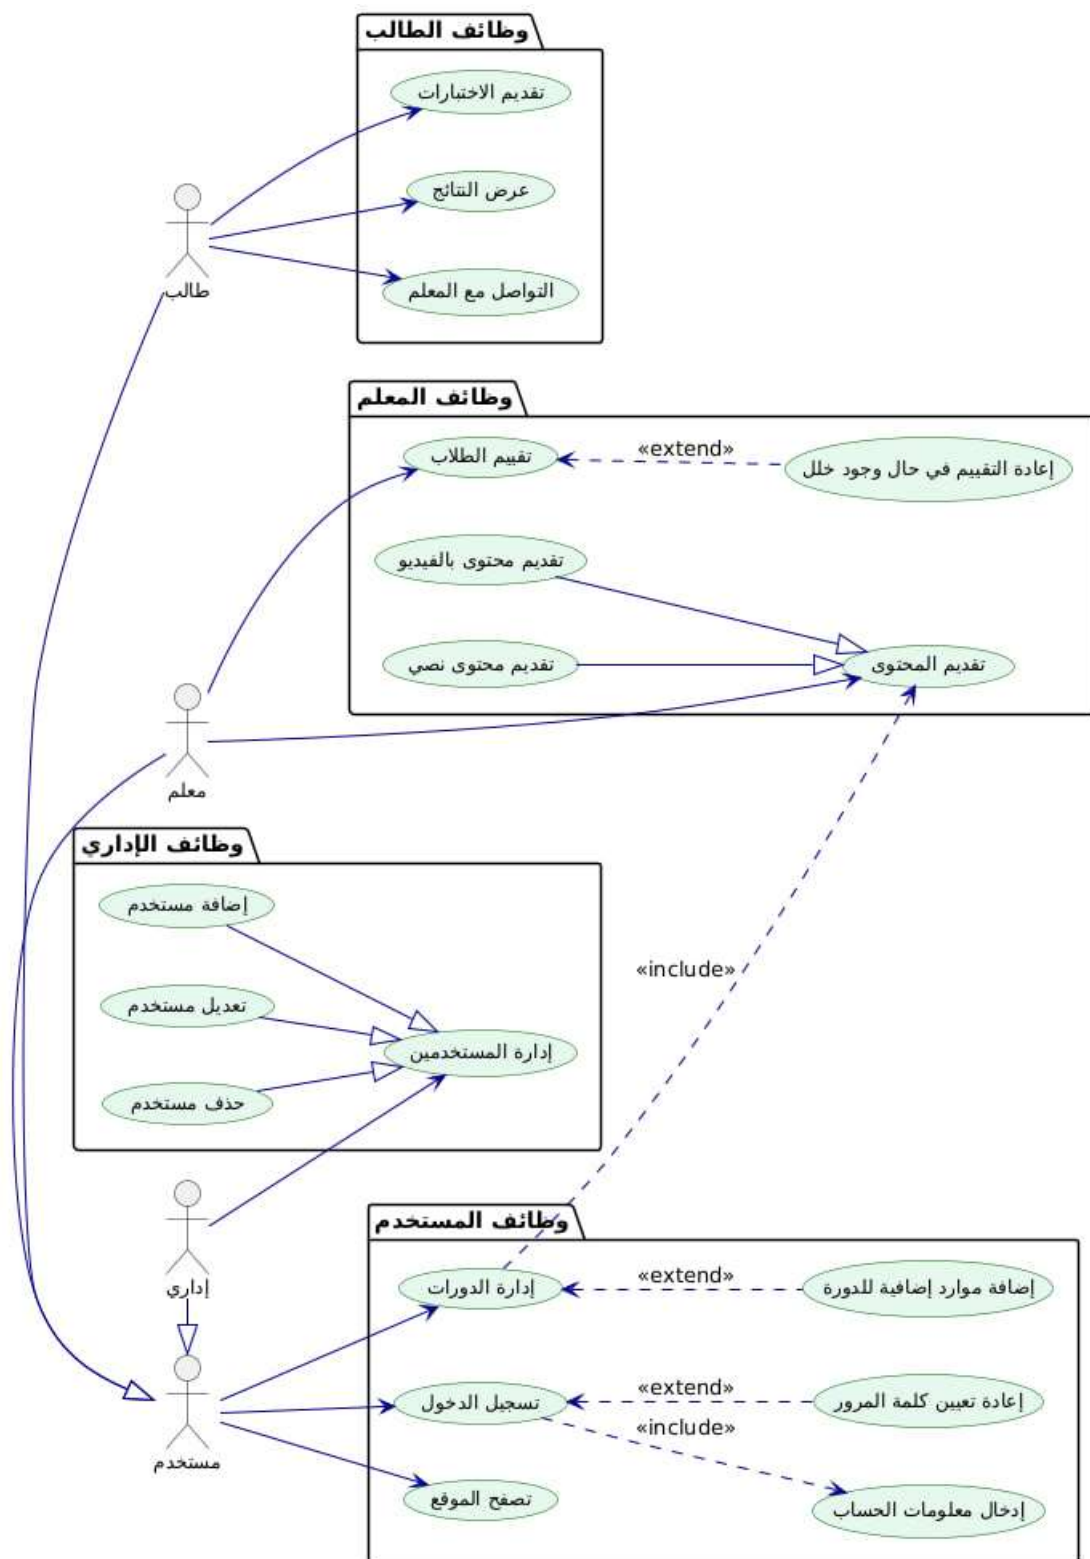 وظائف الطالب
تقديم الاختبارات
عرض النتائج
التواصل مع المعلم
طالب
وظائف المعلم
تقييم الطلاب
«extend»
إعادة التقييم في حال وجود خلل
تقديم محتوى بالفيديو
تقديم محتوى نصي
تقديم المحتوى
معلم
وظائف الإداري
إضافة مستخدم
تعديل مستخدم
حذف مستخدم
إدارة المستخدمين
«include»
إداري
وظائف المستخدم
إدارة الدورات
«extend»
إضافة موارد إضافية للدورة
تسجيل الدخول
«extend»
إعادة تعيين كلمة المرور
«include»
إدخال معلومات الحساب
تصفح الموقع
مستخدم